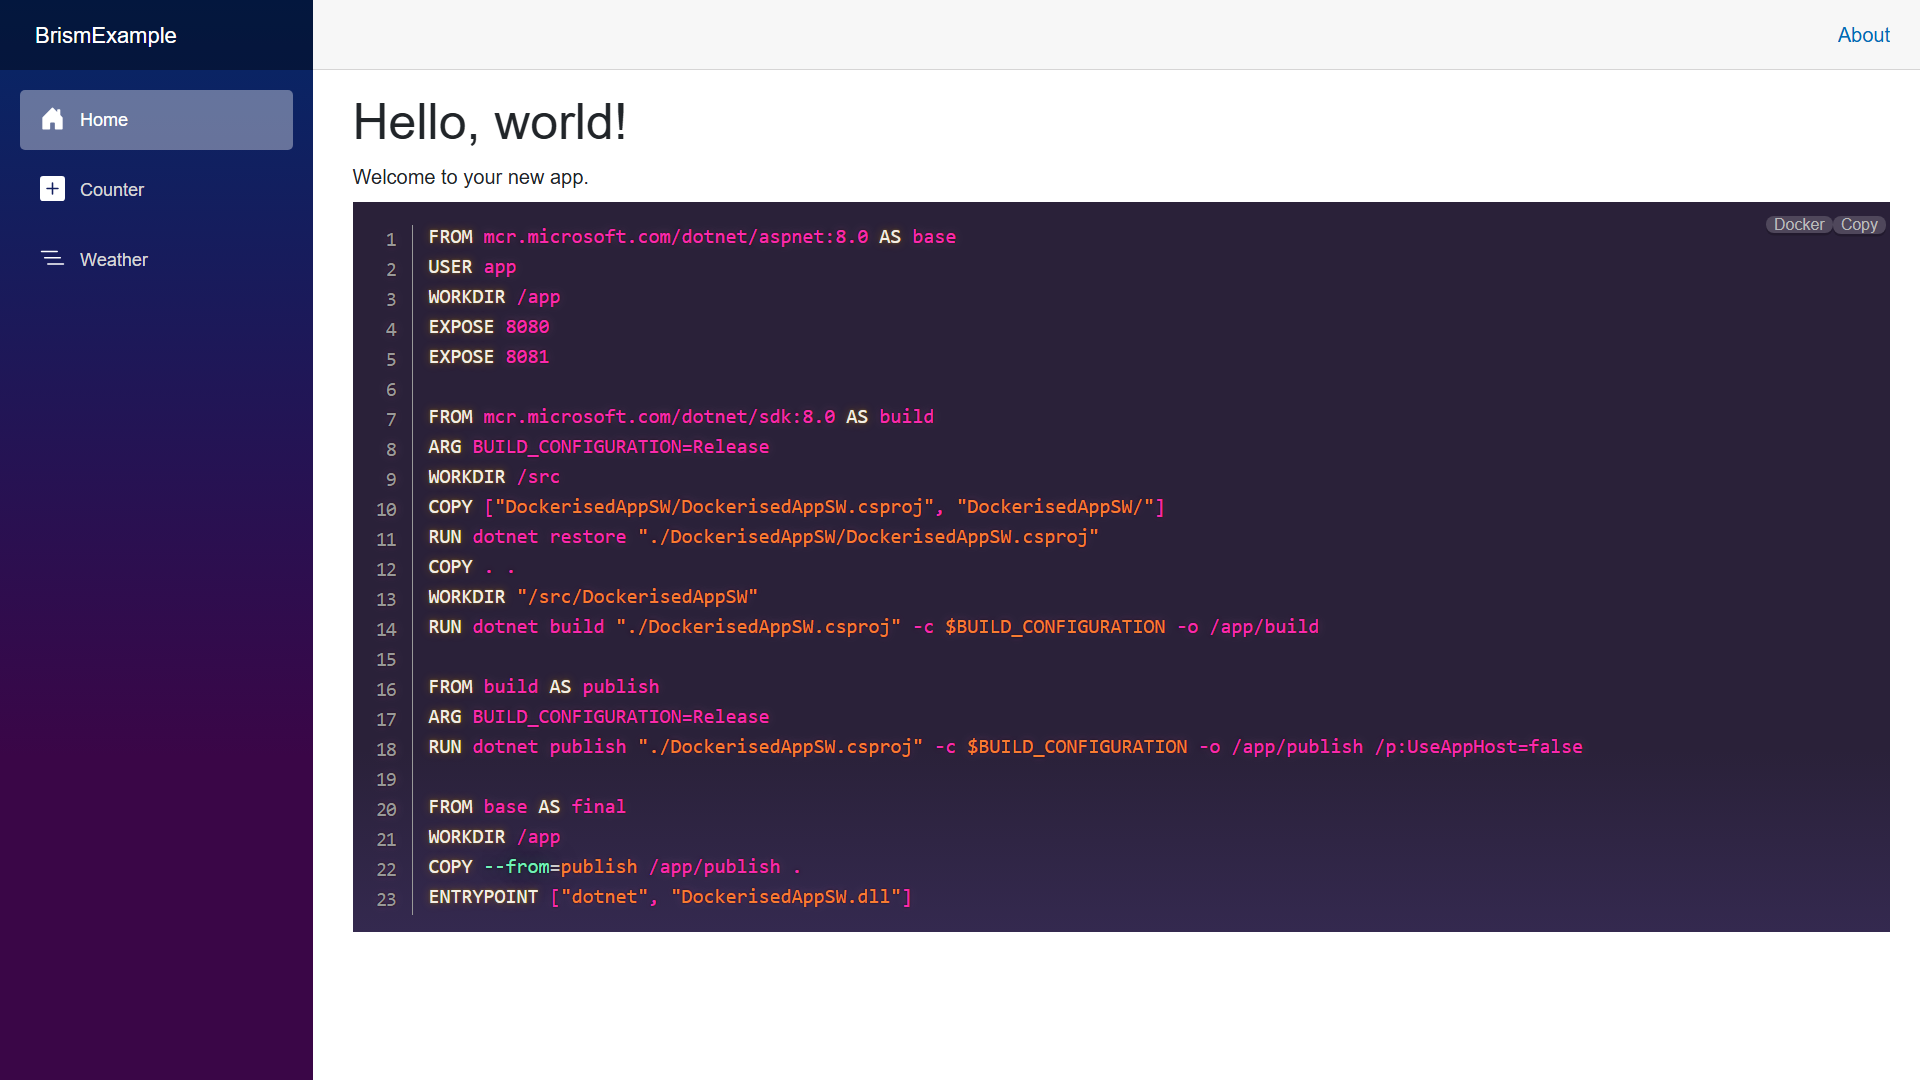 BrismExample
About
Home
Counter
Weather
Hello, world!
Welcome to your new app.
Docker Copy
1 FROM mcr.microsoft.com/dotnet/aspnet:8.0 AS base
2 USER app
3 WORKDIR /app
4 EXPOSE 8080
5 EXPOSE 8081
6
7 FROM mcr.microsoft.com/dotnet/sdk:8.0 AS build
8 ARG BUILD_CONFIGURATION=Release
9 WORKDIR /src
10 COPY ["DockerisedAppSW/DockerisedAppSW.csproj", "DockerisedAppSW/"]
11 RUN dotnet restore "./DockerisedAppSW/DockerisedAppSW.csproj"
12 COPY . .
13 WORKDIR "/src/DockerisedAppSW"
14 RUN dotnet build "./DockerisedAppSW.csproj" -c $BUILD_CONFIGURATION -o /app/build
15
16 FROM build AS publish
17 ARG BUILD_CONFIGURATION=Release
18 RUN dotnet publish "./DockerisedAppSW.csproj" -c $BUILD_CONFIGURATION -o /app/publish /p:UseAppHost=false
19
20 FROM base AS final
21 WORKDIR /app
22 COPY --from=publish /app/publish .
23 ENTRYPOINT ["dotnet", "DockerisedAppSW.dll"]